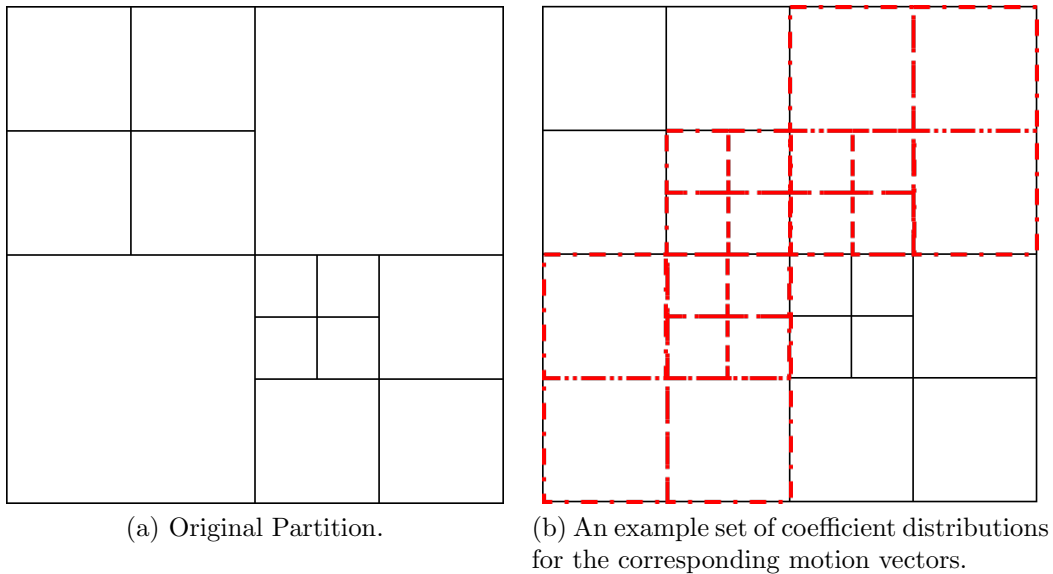 (a) Original Partition.
(b) An example set of coefficient distributions
for the corresponding motion vectors.